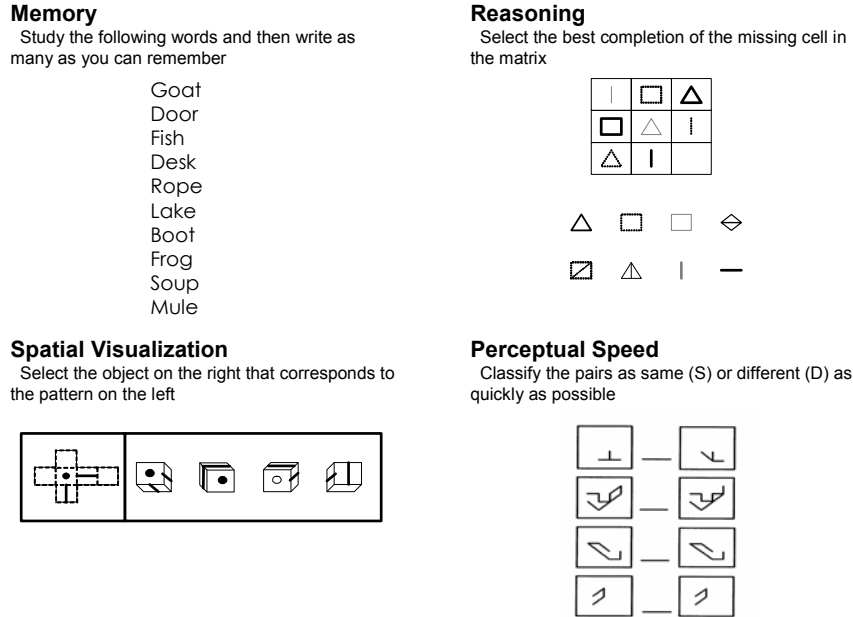 Memory
Study the following words and then write as
many as you can remember
Goat
Door
Fish
Desk
Rope
Lake
Boot
Frog
Soup
Mule
Reasoning
Select the best completion of the missing cell in
the matrix
Spatial Visualization
Select the object on the right that corresponds to
the pattern on the left
Perceptual Speed
Classify the pairs as same (S) or different (D) as
quickly as possible